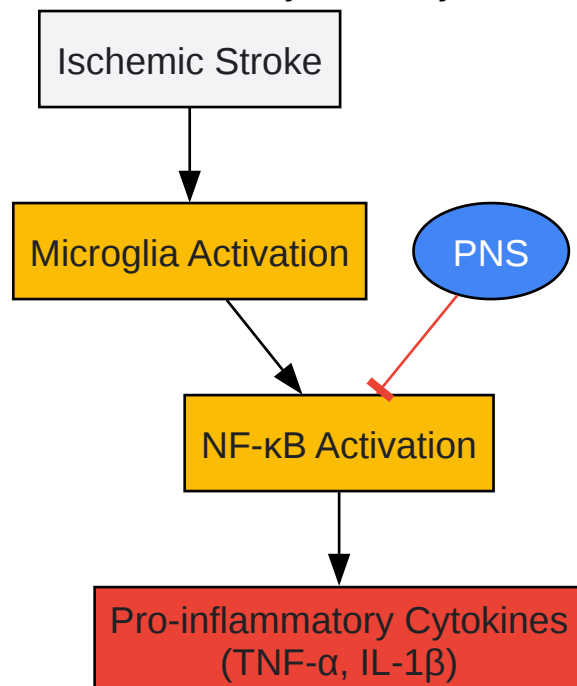 Ischemic Stroke
Microglia Activation
PNS
NF-κB Activation
Pro-inflammatory Cytokines
(TNF-α, IL-1β)